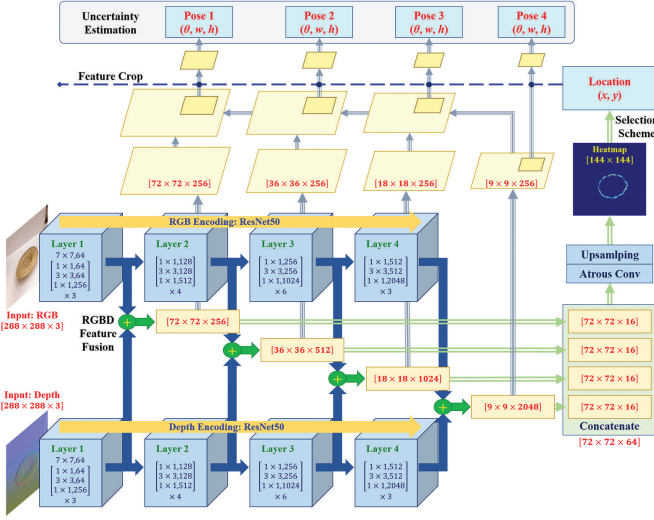 Uncertainty
Estimation
Pose 1
(θ, w, h)
Pose 2
(θ, w, h)
Pose 3
(θ, w, h)
Pose 4
(θ, w, h)
Feature Crop
Location
(x, y)
Selection
Scheme
Heatmap
[144 × 144]
[72 × 72 × 256]
[36 × 36 × 256]
[18 × 18 × 256]
[9 × 9 × 256]
RGB Encoding: ResNet50
Layer 1
7 × 7,64
[1 × 1,64
3 × 3,64
1 × 1,256]
× 3
Layer 2
[1 × 1,128
3 × 3,128
1 × 1,512]
× 4
Layer 3
[1 × 1,256
3 × 3,256
1 × 1,1024]
× 6
Layer 4
[1 × 1,512
3 × 3,512
1 × 1,2048]
× 3
Upsamlping
Atrous Conv
Input: RGB
[288 × 288 × 3]
RGBD
Feature
Fusion
[72 × 72 × 256]
[36 × 36 × 512]
[18 × 18 × 1024]
[9 × 9 × 2048]
[72 × 72 × 16]
[72 × 72 × 16]
[72 × 72 × 16]
[72 × 72 × 16]
Concatenate
[72 × 72 × 64]
Input: Depth
[288 × 288 × 3]
Depth Encoding: ResNet50
Layer 1
7 × 7,64
[1 × 1,64
3 × 3,64
1 × 1,256]
× 3
Layer 2
[1 × 1,128
3 × 3,128
1 × 1,512]
× 4
Layer 3
[1 × 1,256
3 × 3,256
1 × 1,1024]
× 6
Layer 4
[1 × 1,512
3 × 3,512
1 × 1,2048]
× 3